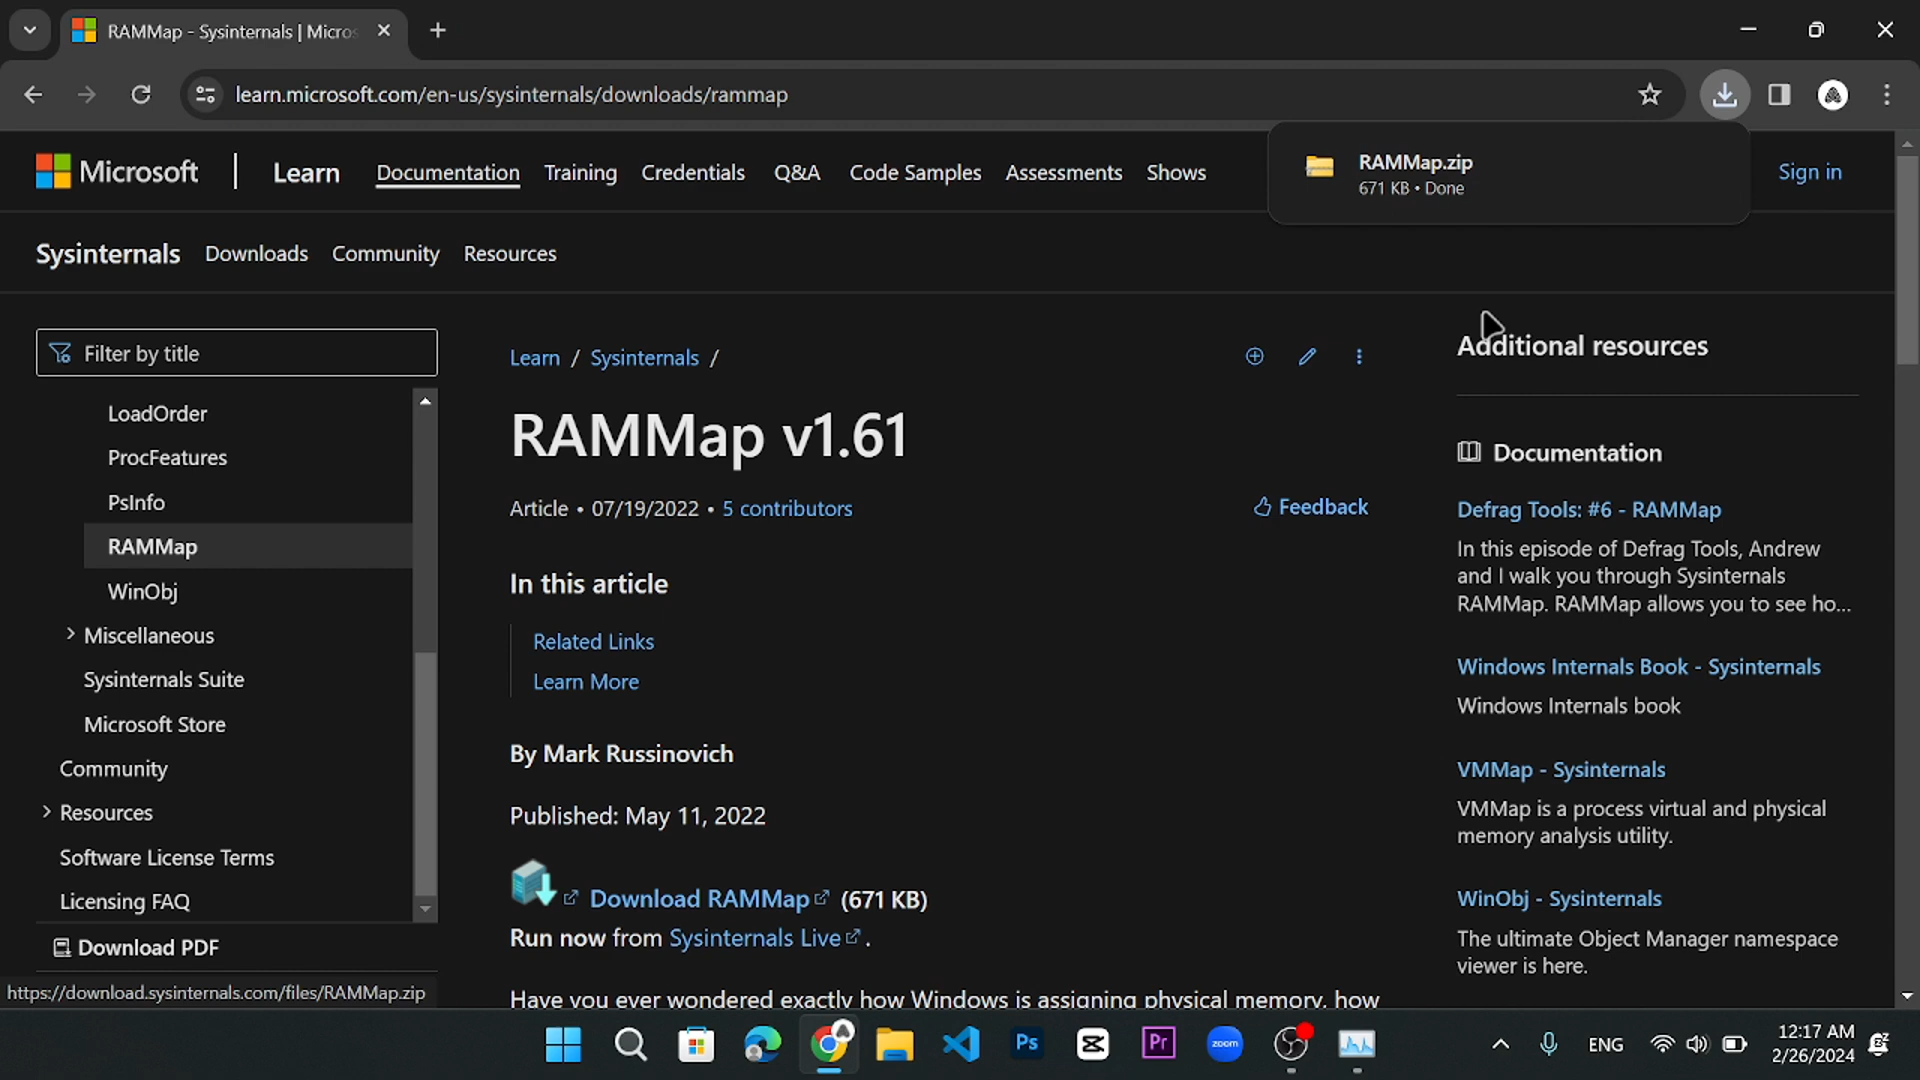 RAMMap - Sysinternals | Micros
learn.microsoft.com/en-us/sysinternals/downloads/rammap
RAMMap.zip
671 KB • Done
Microsoft
Learn
Documentation
Training
Credentials
Q&A
Code Samples
Assessments
Shows
Sign in
Sysinternals
Downloads
Community
Resources
Filter by title
LoadOrder
ProcFeatures
PsInfo
RAMMap
WinObj
Miscellaneous
Sysinternals Suite
Microsoft Store
Community
Resources
Software License Terms
Licensing FAQ
Download PDF
https://download.sysinternals.com/files/RAMMap.zip
Learn / Sysinternals /
RAMMap v1.61
Article • 07/19/2022 • 5 contributors
Feedback
In this article
Related Links
Learn More
By Mark Russinovich
Published: May 11, 2022
Download RAMMap (671 KB)
Run now from Sysinternals Live.
Have you ever wondered exactly how Windows is assigning physical memory, how
Additional resources
Documentation
Defrag Tools: #6 - RAMMap
In this episode of Defrag Tools, Andrew
and I walk you through Sysinternals
RAMMap. RAMMap allows you to see ho...
Windows Internals Book - Sysinternals
Windows Internals book
VMMap - Sysinternals
VMMap is a process virtual and physical
memory analysis utility.
WinObj - Sysinternals
The ultimate Object Manager namespace
viewer is here.
Ps
Pr
zoom
ENG
12:17 AM
2/26/2024